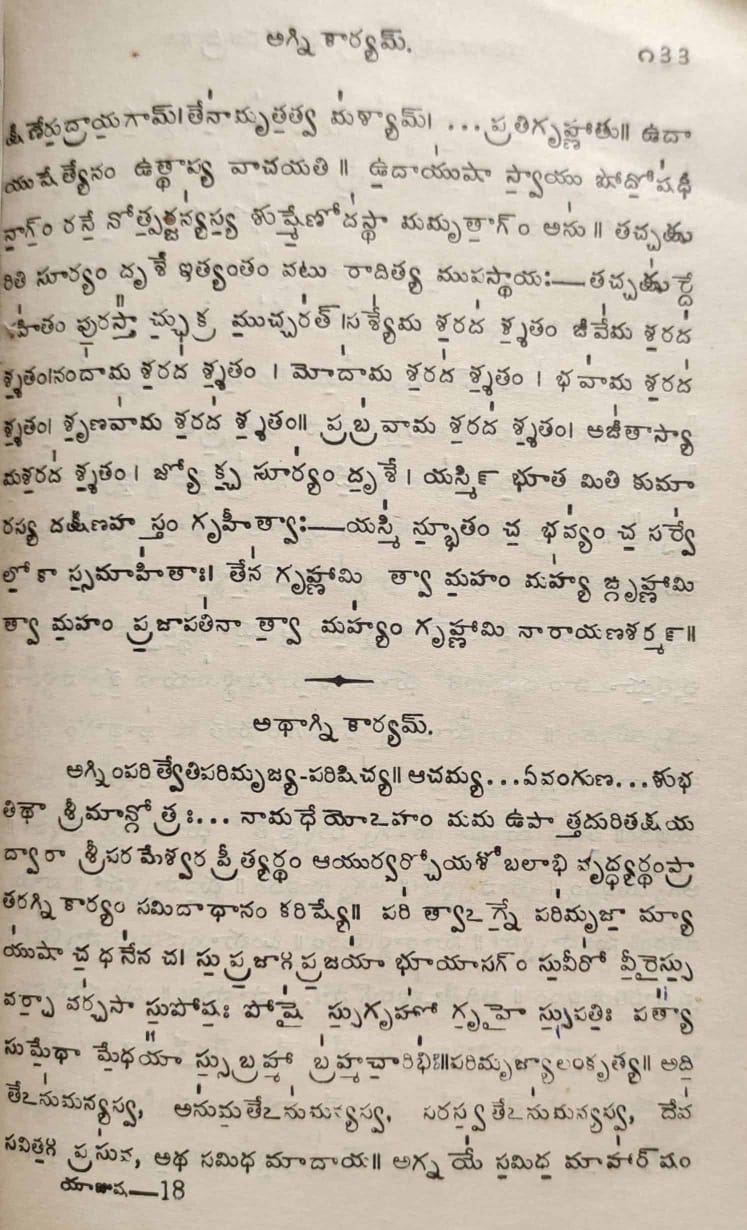 అగ్ని కార్యమ్.
౧౩౩
క్షీణేరుద్రాయగామ్।తేనామృతత్వ మశ్యామ్। ...ప్రతిగృహ్ణాతు॥ ఉదా
యుషేత్యేనం ఉత్థాప్య వాచయతి॥ ఉదాయుషా స్వాయు షోదోషధీ
నాగ్ం రసే నోత్పర్జన్యస్య శుష్మేణోదస్థా మమృతాగ్ం అను॥ తచ్చక్షు
రితి సూర్యం దృశే ఇత్యంతం వటు రాదిత్య ముపస్థాయః—తచ్చక్షు ర్దే
వహితం పురస్తా చ్ఛుక్ర ముచ్చరత్।పశ్యేమ శరద శ్శతం జీవేమ శరద
శ్శతం।నందామ శరద శ్శతం। మోదామ శరద శ్శతం। భవామ శరద
శ్శతం। శృణవామ శరద శ్శతం॥ ప్రబ్రవామ శరద శ్శతం। అజీతాస్యా
మశరద శ్శతం। జ్యో క్చ సూర్యం దృశే। యస్మి౯ భూత మితి కుమా
రస్య దక్షిణహ స్తం గృహీత్వాః—యస్మి న్భూతం చ భవ్యం చ సర్వే
లో కా స్సమాహితాః। తేన గృహ్ణామి త్వా మహం మహ్య ఙ్గృహ్ణామి
త్వా మహం ప్రజాపతినా త్వా మహ్యం గృహ్ణామి నారాయణశర్మ౯॥
అథాగ్ని కార్యమ్.
అగ్నింపరి త్వేతిపరిమృజ్య-పరిషిచ్య॥ ఆచమ్య...ఏవంగుణ...శుభ
తిథౌ శ్రీమాన్గోత్రః... నామధే యోఽహం మమ ఉపా త్తదురితక్షయ
ద్వారా శ్రీపరమేశ్వర ప్రీత్యర్థం ఆయుర్వర్చోయశోబలాభి వృద్ధ్యర్థంప్రా
తరగ్ని కార్యం సమిదాధానం కరిష్యే॥ పరి త్వాఽగ్నే పరిమృజా మ్యా
యుషా చ ధనేన చ। సు ప్రజాః ప్రజయా భూయాసగ్ం సువీరో వీరైస్సు
వర్చా వర్చసా సుపోషః పోషై స్సుగృహో గృహై స్సుపతిః పత్యా
సుమేధా మేధయా స్సుబ్రహ్మా బ్రహ్మచారిభిః॥పరిమృజ్యాలంకృత్య॥ అది
తేఽనుమన్యస్వ, అనుమతేఽనుమన్యస్వ, సరస్వతేఽనుమన్యస్వ, దేవ
సవితః ప్రసువ, అథ సమిధ మాదాయ॥ అగ్న యే సమిధ మాహార్షం
యాజుష—18